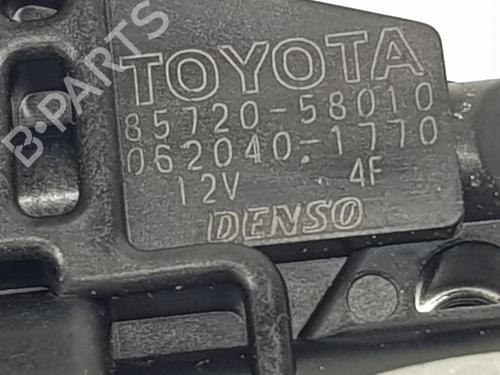 B-PARTS
TOYOTA
85720-58010
062040-1770
12V 4F
DENSO